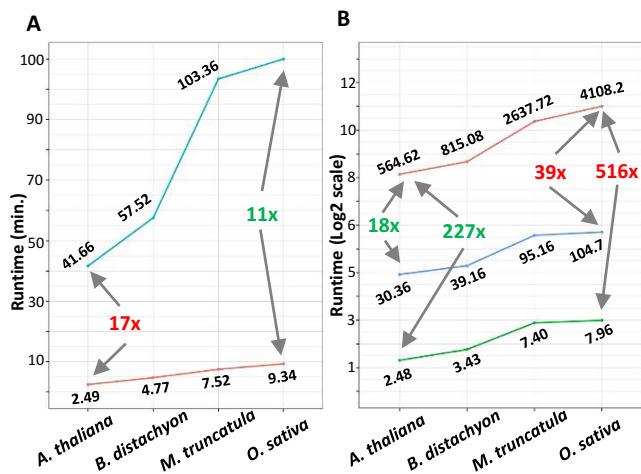 A
Runtime (min.)
100
90
70
50
30
10
41.66
57.52
103.36
11x
17x
2.49
4.77
7.52
9.34
A. thaliana
B. distachyon
M. truncatula
O. sativa
B
Runtime (Log2 scale)
11
8
6
5
3
1
564.62
815.08
2637.72
4108.2
18x
227x
39x
516x
30.36
39.16
95.16
104.7
2.48
3.43
7.40
7.96
A. thaliana
B. distachyon
M. truncatula
O. sativa